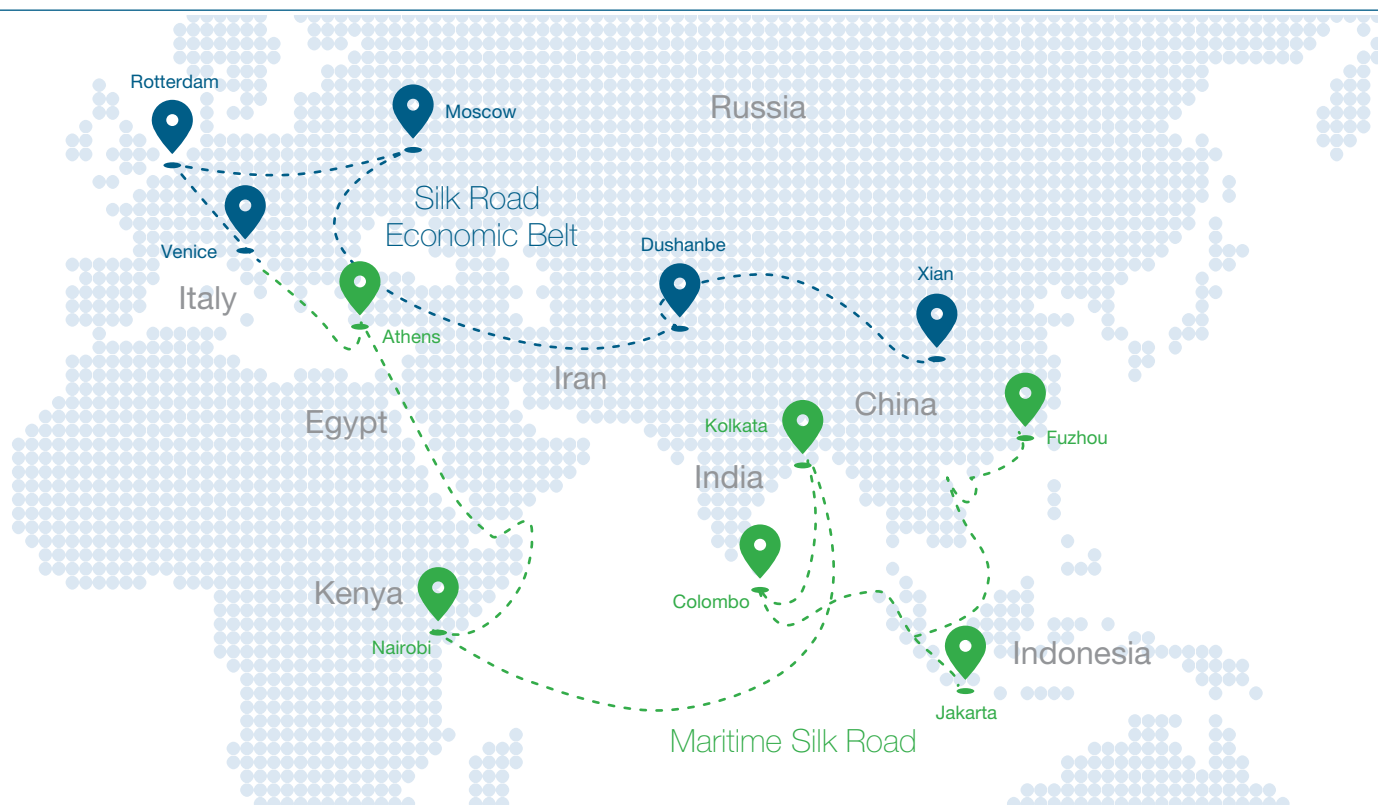 Rotterdam
Moscow
Russia
Silk Road
Economic Belt
Venice
Dushanbe
Xian
Italy
Athens
Iran
China
Egypt
Kolkata
Fuzhou
India
Kenya
Colombo
Nairobi
Indonesia
Jakarta
Maritime Silk Road